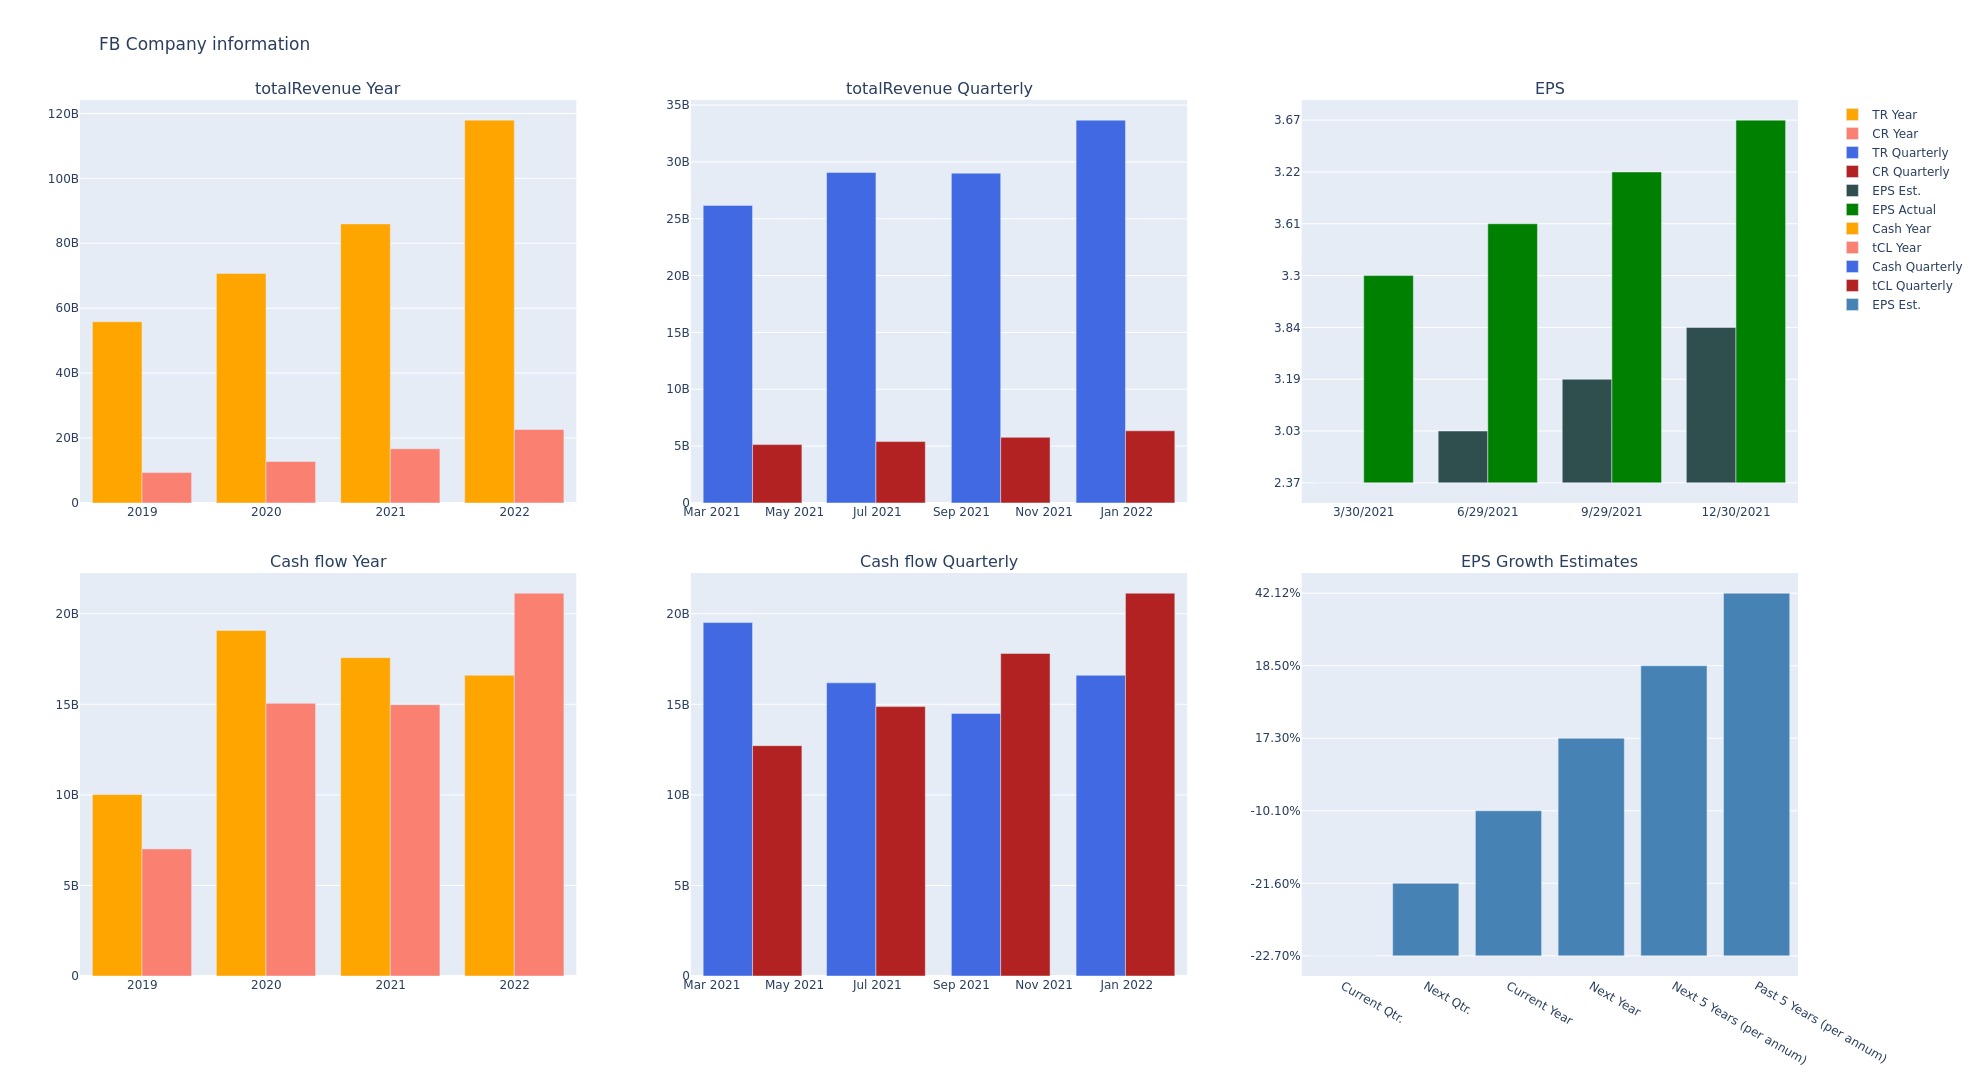 FB Company information
totalRevenue Year
120B
100B
80B
60B
40B
20B
0
2019 2020 2021 2022
totalRevenue Quarterly
35B
30B
25B
20B
15B
10B
5B
0
Mar 2021 May 2021 Jul 2021 Sep 2021 Nov 2021 Jan 2022
EPS
3.67
3.22
3.61
3.3
3.84
3.19
3.03
2.37
3/30/2021 6/29/2021 9/29/2021 12/30/2021
TR Year
CR Year
TR Quarterly
CR Quarterly
EPS Est.
EPS Actual
Cash Year
tCL Year
Cash Quarterly
tCL Quarterly
EPS Est.
Cash flow Year
20B
15B
10B
5B
0
2019 2020 2021 2022
Cash flow Quarterly
20B
15B
10B
5B
0
Mar 2021 May 2021 Jul 2021 Sep 2021 Nov 2021 Jan 2022
EPS Growth Estimates
42.12%
18.50%
17.30%
-10.10%
-21.60%
-22.70%
Current Qtr.
Next Qtr.
Current Year
Next Year
Next 5 Years (per annum)
Past 5 Years (per annum)